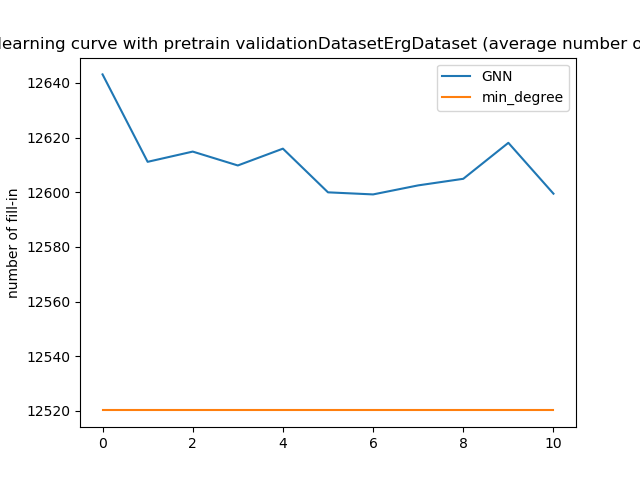 learning curve with pretrain validationDatasetErgDataset (average number o
12640
12620
12600
12580
12560
12540
12520
number of fill-in
GNN
min_degree
0 2 4 6 8 10